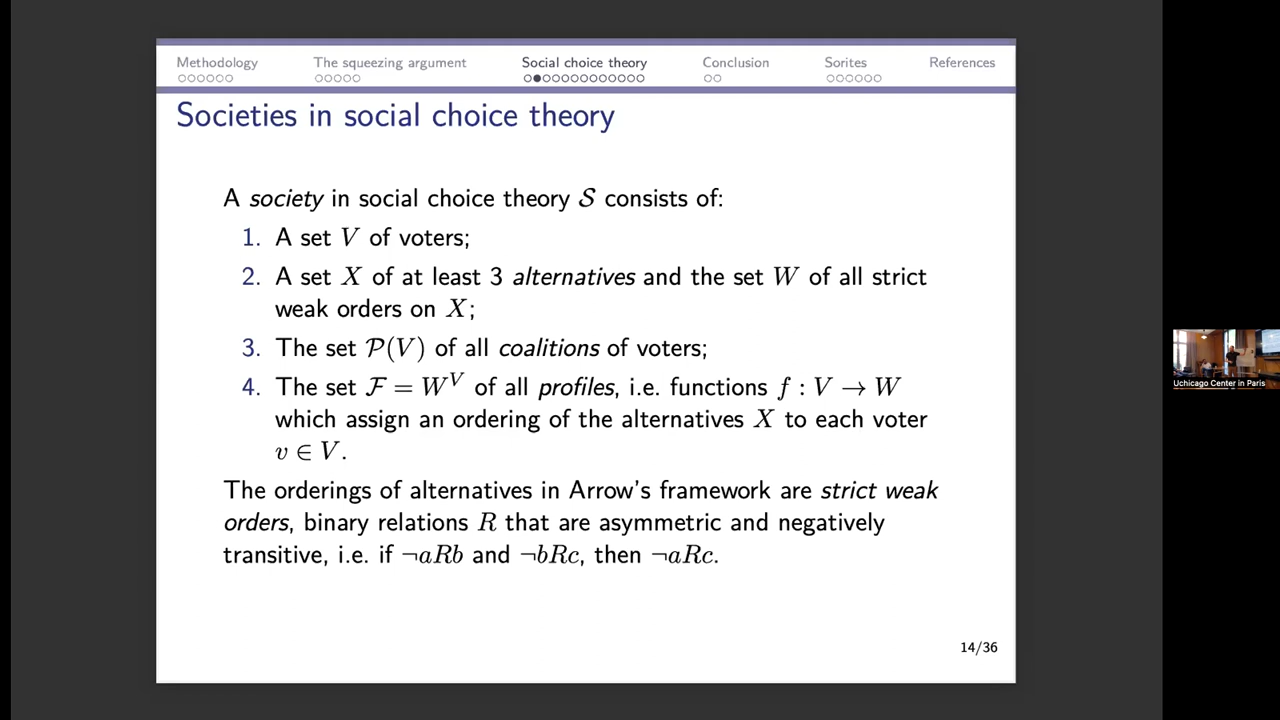 Methodology The squeezing argument Social choice theory Conclusion Sorites References
Societies in social choice theory
A society in social choice theory 𝒮 consists of:
1. A set V of voters;
2. A set X of at least 3 alternatives and the set W of all strict
weak orders on X;
3. The set 𝒫(V) of all coalitions of voters;
4. The set ℱ = W^V of all profiles, i.e. functions f : V → W
which assign an ordering of the alternatives X to each voter
v ∈ V.
The orderings of alternatives in Arrow's framework are strict weak
orders, binary relations R that are asymmetric and negatively
transitive, i.e. if ¬aRb and ¬bRc, then ¬aRc.
14/36
Uchicago Center in Paris